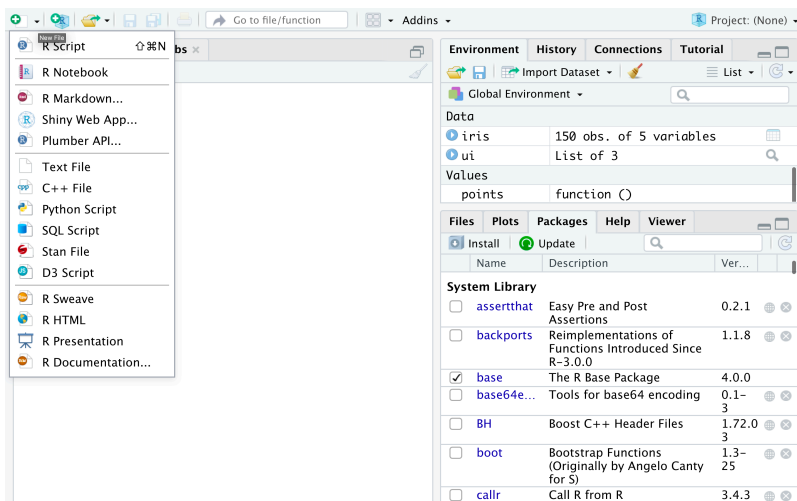 Go to file/function
Addins
Project: (None)
New File
R Script ⇧⌘N
R Notebook
R Markdown...
Shiny Web App...
Plumber API...
Text File
C++ File
Python Script
SQL Script
Stan File
D3 Script
R Sweave
R HTML
R Presentation
R Documentation...
bs
Environment History Connections Tutorial
Import Dataset
List
Global Environment
Data
iris 150 obs. of 5 variables
ui List of 3
Values
points function ()
Files Plots Packages Help Viewer
Install Update
Name Description Ver...
System Library
assertthat Easy Pre and Post 0.2.1
Assertions
backports Reimplementations of 1.1.8
Functions Introduced Since
R-3.0.0
base The R Base Package 4.0.0
base64e... Tools for base64 encoding 0.1-
3
BH Boost C++ Header Files 1.72.0
3
boot Bootstrap Functions 1.3-
(Originally by Angelo Canty 25
for S)
callr Call R from R 3.4.3